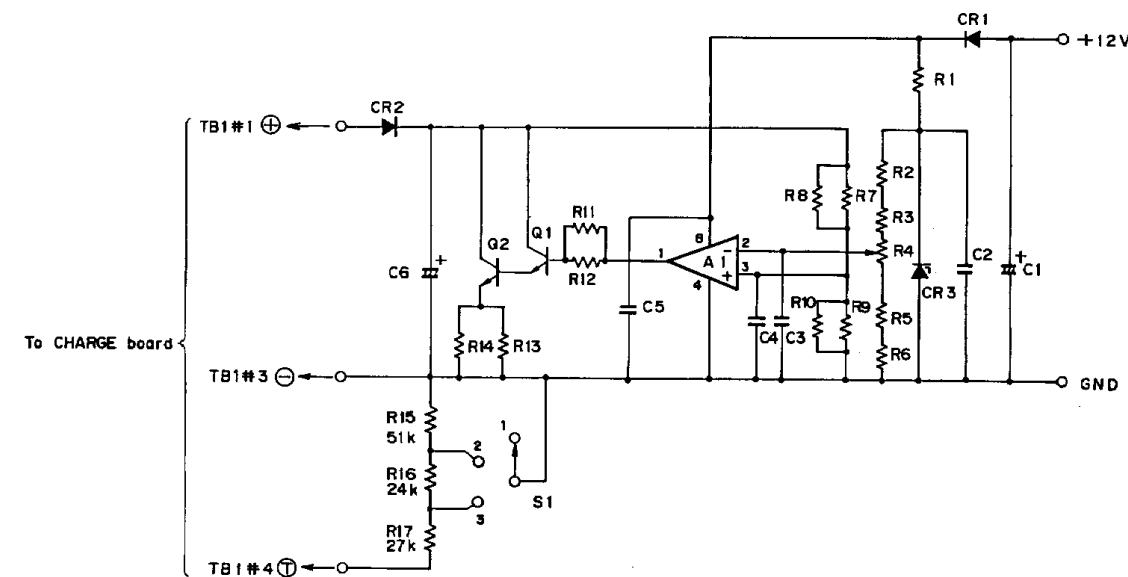 CR1
+12V
R1
CR2
TB1#1 ⊕
R2
R8
R7
R3
R11
Q1
Q2
8
2
R4
1
A1
−
+
3
C6
+
R12
4
C2
+
C1
CR3
C5
R10
R9
R5
C4
C3
R14
R13
R6
To CHARGE board
TB1#3 ⊖
GND
R15
51k
1
2
R16
24k
S1
3
R17
27k
TB1#4 Ⓣ